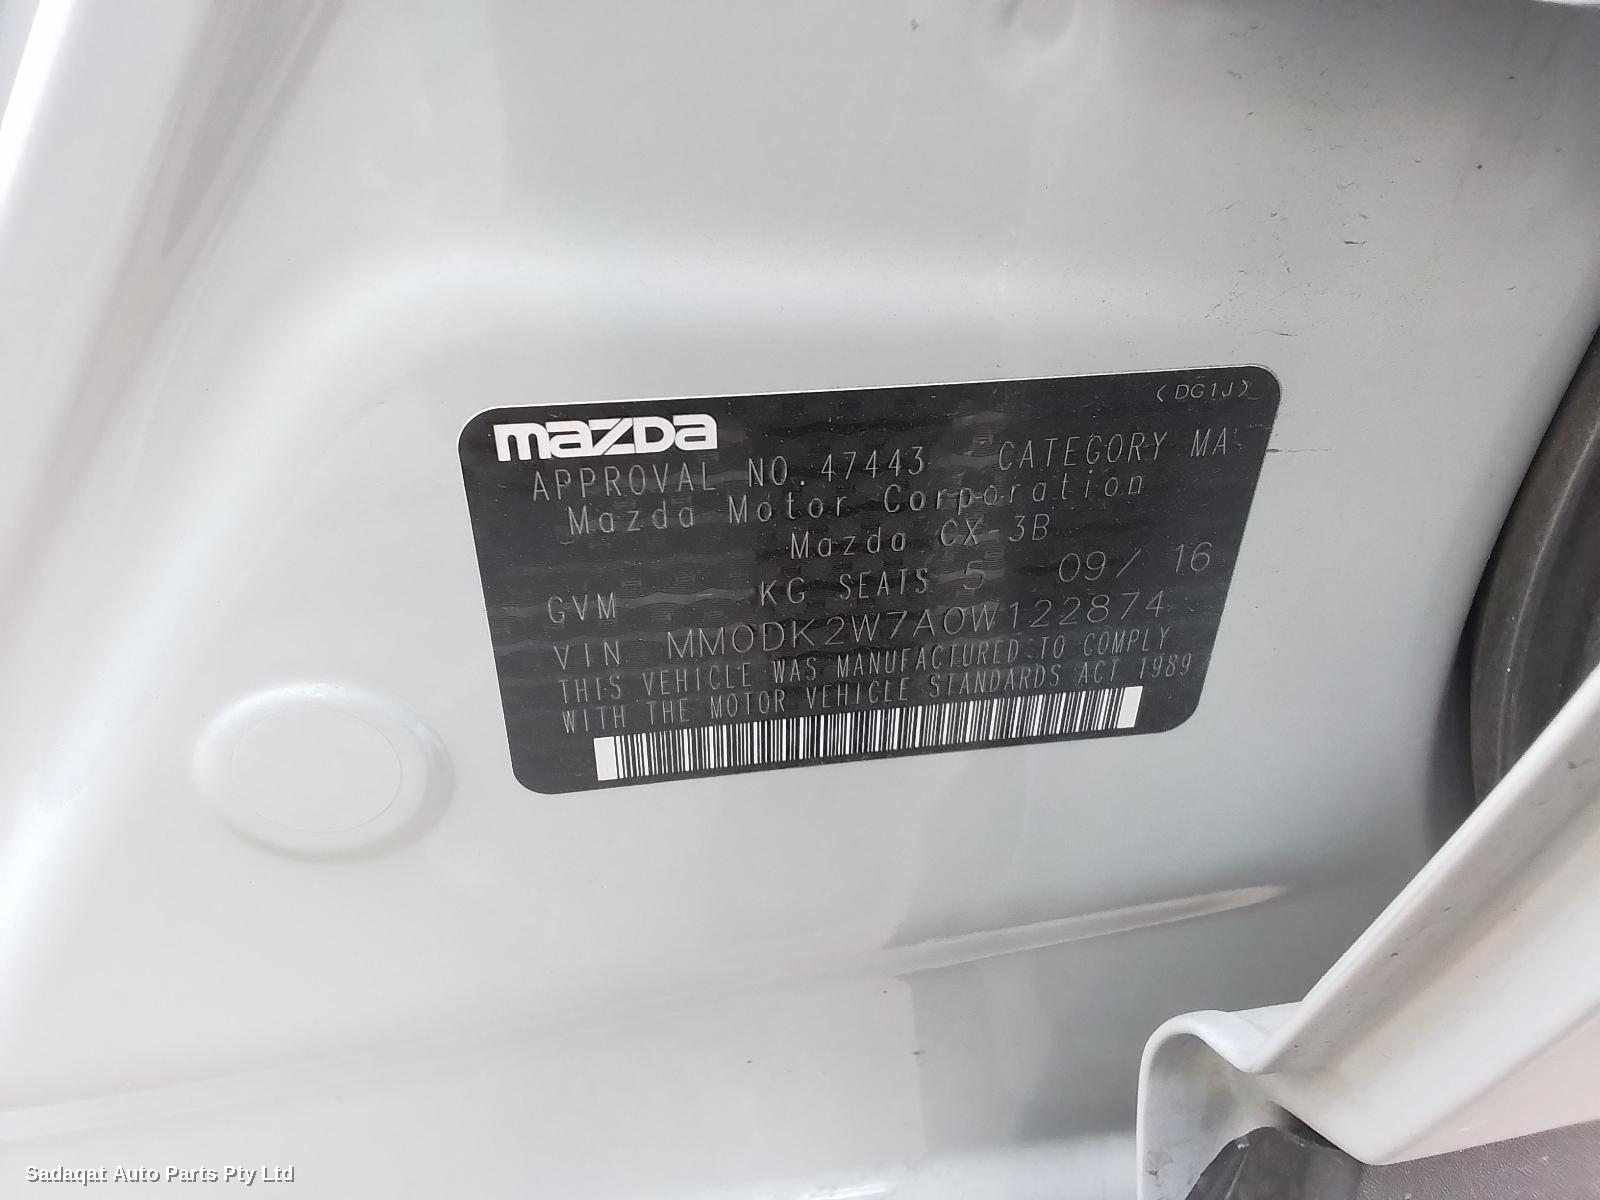 <DG1J>
mazda
APPROVAL NO. 47443 CATEGORY MA
Mazda Motor Corporation
Mazda CX-3B
GVM KG SEATS 5 09/ 16
VIN MM0DK2W7A0W122874
THIS VEHICLE WAS MANUFACTURED TO COMPLY
WITH THE MOTOR VEHICLE STANDARDS ACT 1989
Sadaqat Auto Parts Pty Ltd